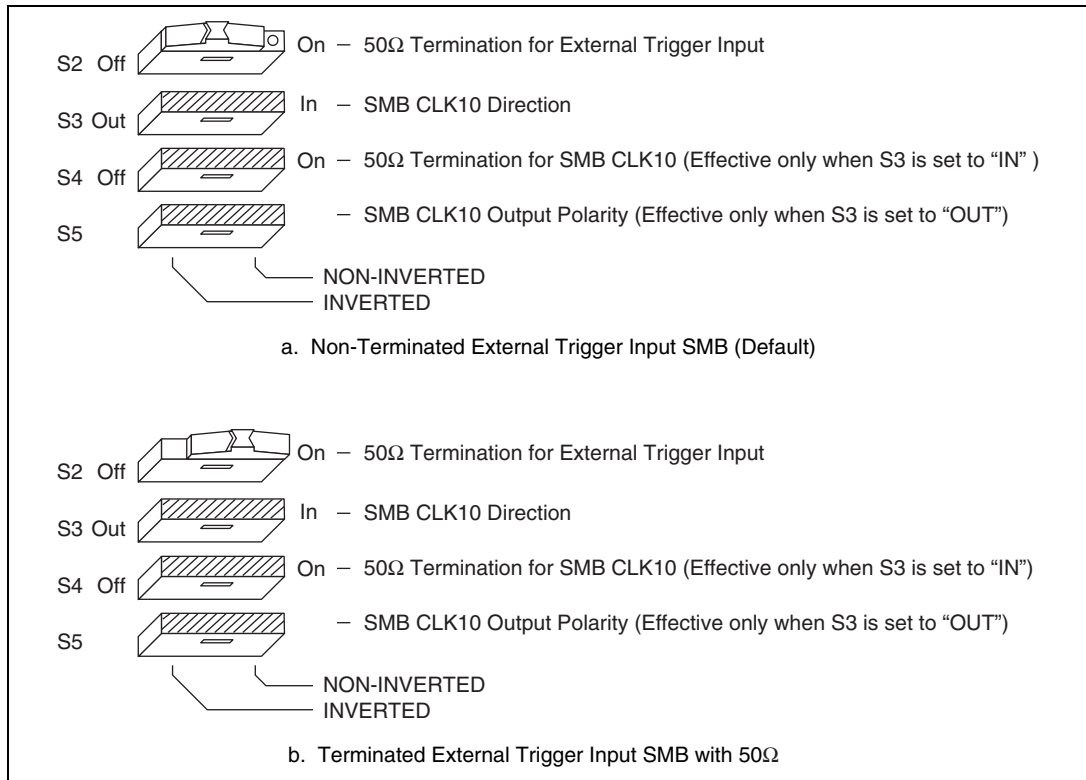 S2 Off On – 50Ω Termination for External Trigger Input
S3 Out In – SMB CLK10 Direction
S4 Off On – 50Ω Termination for SMB CLK10 (Effective only when S3 is set to “IN” )
S5 – SMB CLK10 Output Polarity (Effective only when S3 is set to “OUT”)
NON-INVERTED
INVERTED
a. Non-Terminated External Trigger Input SMB (Default)
S2 Off On – 50Ω Termination for External Trigger Input
S3 Out In – SMB CLK10 Direction
S4 Off On – 50Ω Termination for SMB CLK10 (Effective only when S3 is set to “IN”)
S5 – SMB CLK10 Output Polarity (Effective only when S3 is set to “OUT”)
NON-INVERTED
INVERTED
b. Terminated External Trigger Input SMB with 50Ω